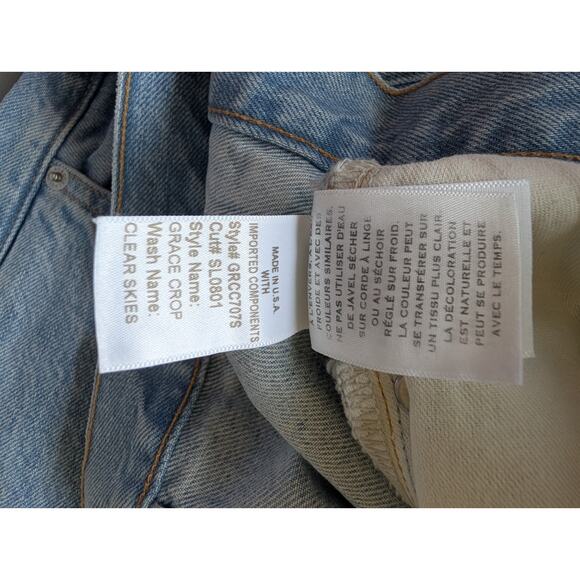 MADE IN U.S.A.
WITH
IMPORTED COMPONENTS
Style# GRCC707S
Cut# SL0801
Style Name:
GRACE CROP
Wash Name:
CLEAR SKIES
À L'ENVERS, À L'EAU
FROIDE ET AVEC DES
COULEURS SIMILAIRES.
NE PAS UTILISER D'EAU
DE JAVEL. SÉCHER
SUR CORDE À LINGE
OU AU SÉCHOIR
RÉGLÉ SUR FROID.
LA COULEUR PEUT
SE TRANSFÉRER SUR
UN TISSU PLUS CLAIR.
LA DÉCOLORATION
EST NATURELLE ET
PEUT SE PRODUIRE
AVEC LE TEMPS.